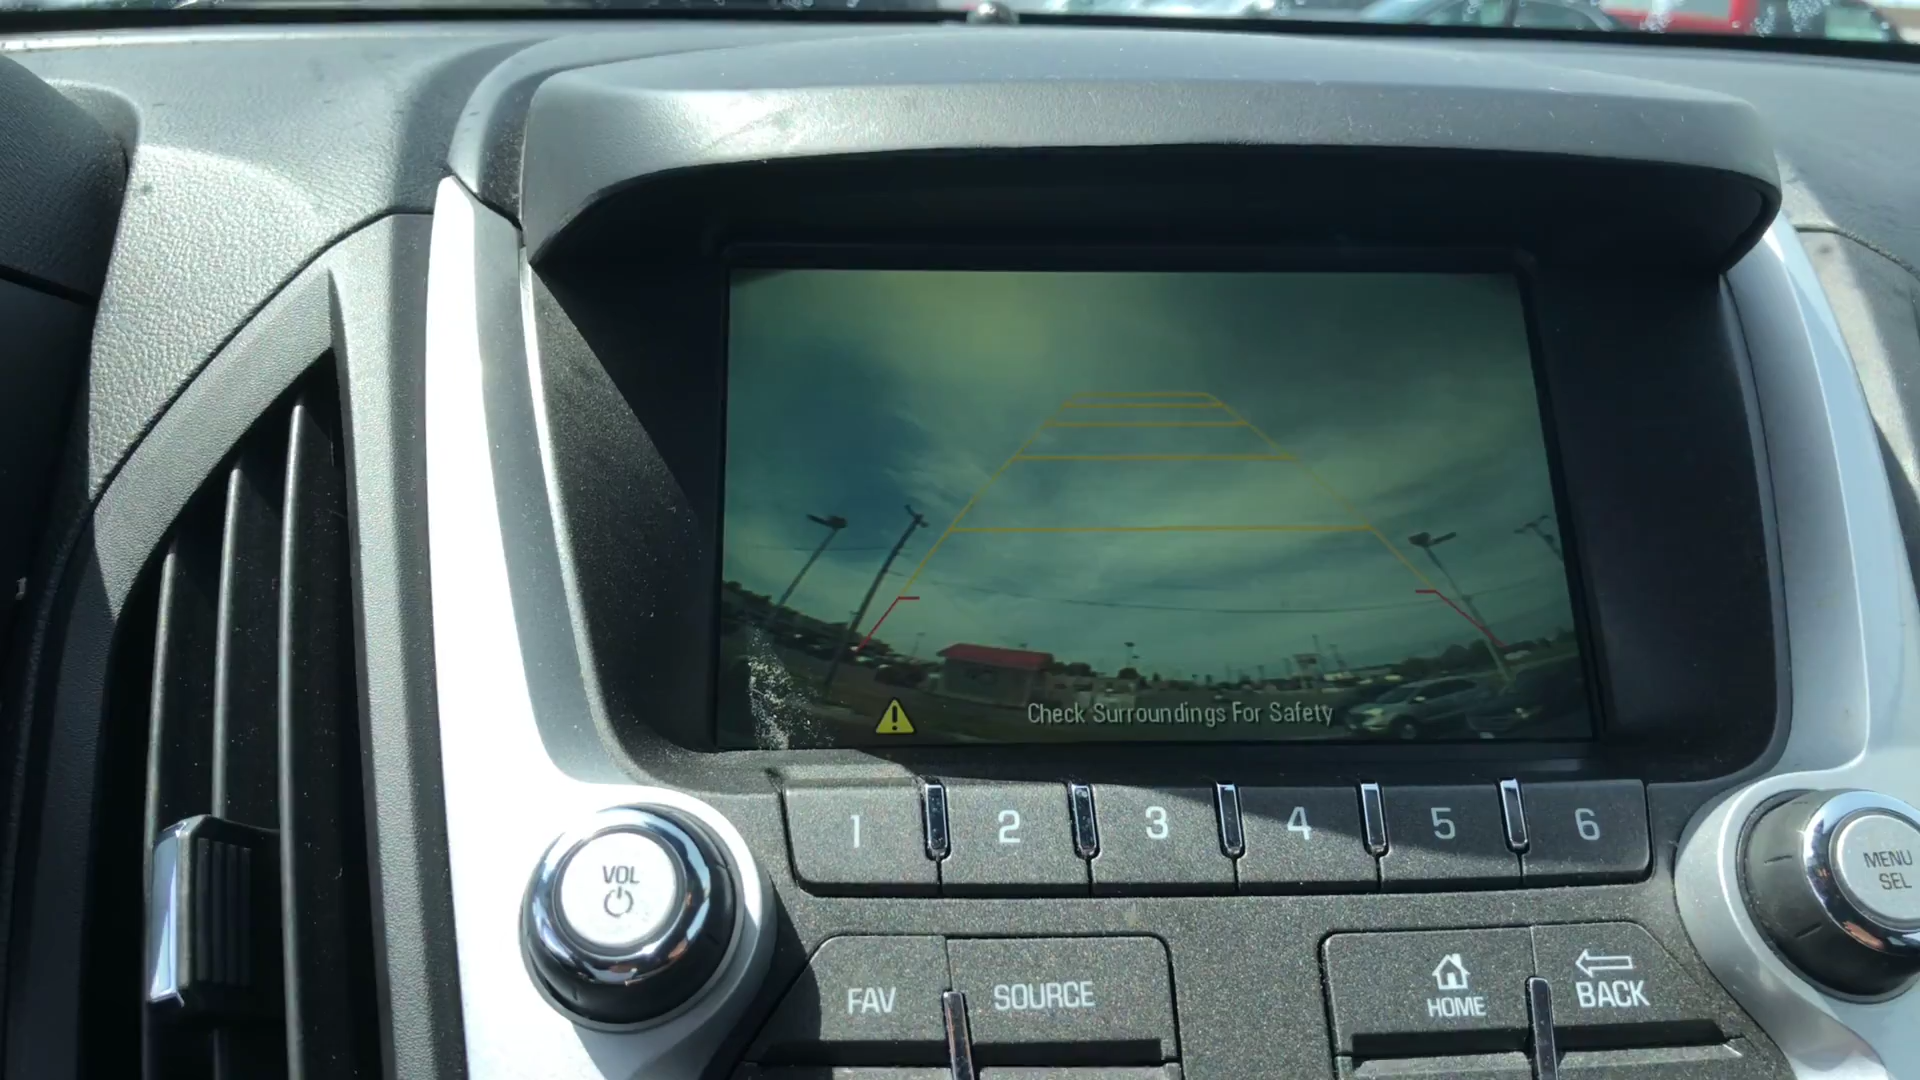 Check Surroundings For Safety
1 2 3 4 5 6
VOL
MENU
SEL
FAV
SOURCE
HOME
BACK